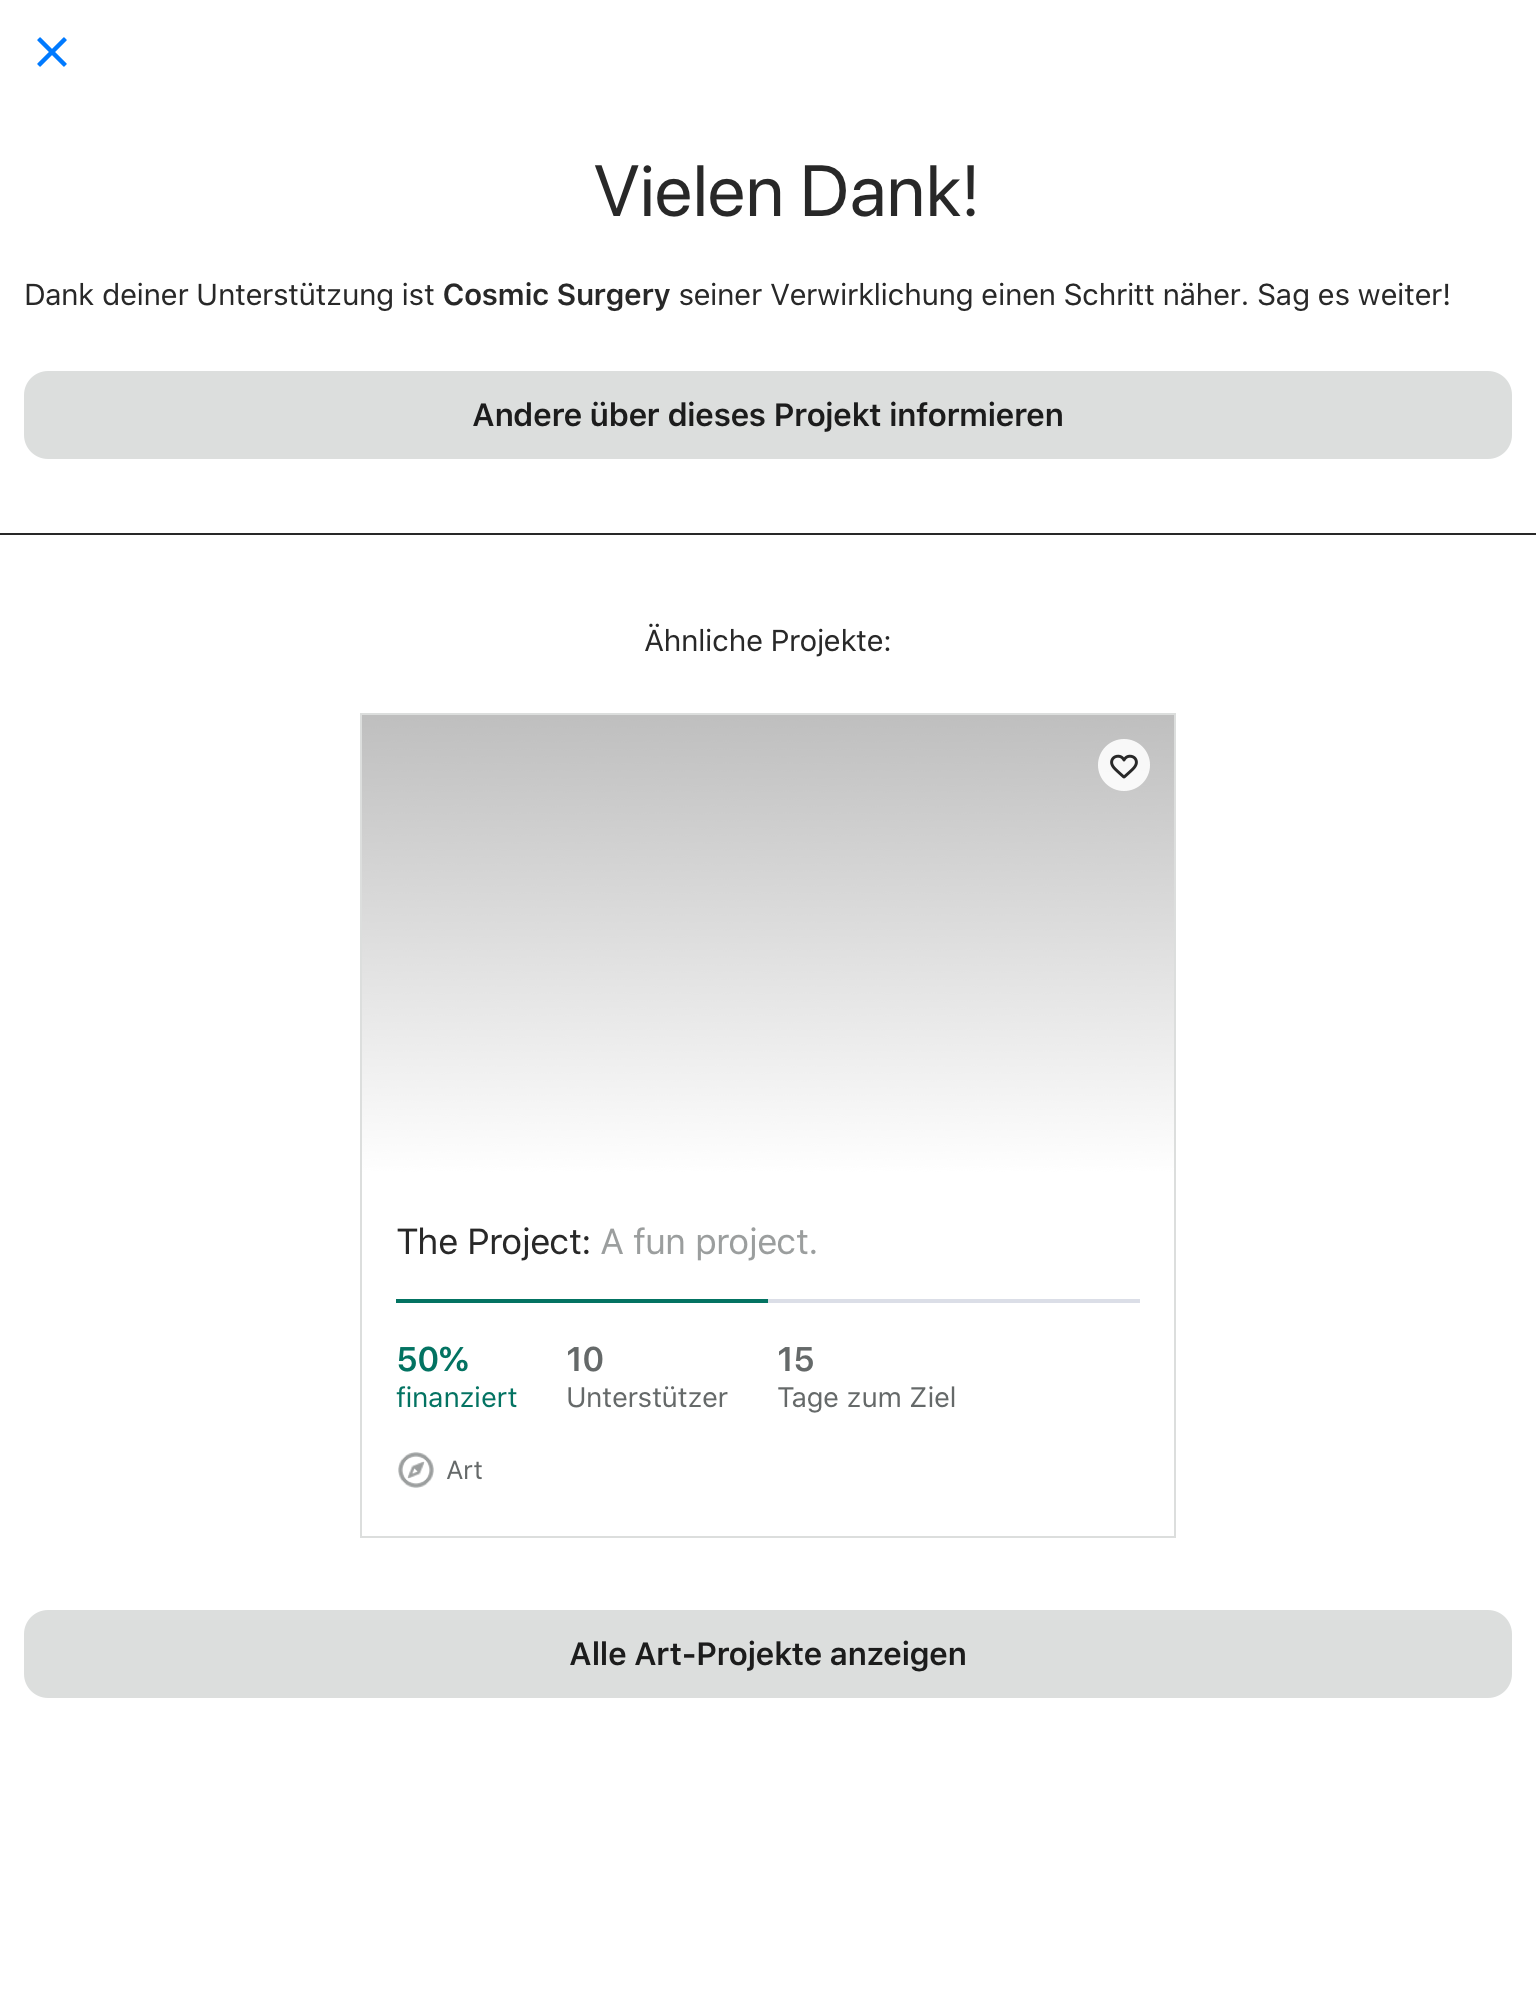 Vielen Dank!
Dank deiner Unterstützung ist Cosmic Surgery seiner Verwirklichung einen Schritt näher. Sag es weiter!
Andere über dieses Projekt informieren
Ähnliche Projekte:
The Project: A fun project.
50% 10 15
finanziert Unterstützer Tage zum Ziel
Art
Alle Art-Projekte anzeigen